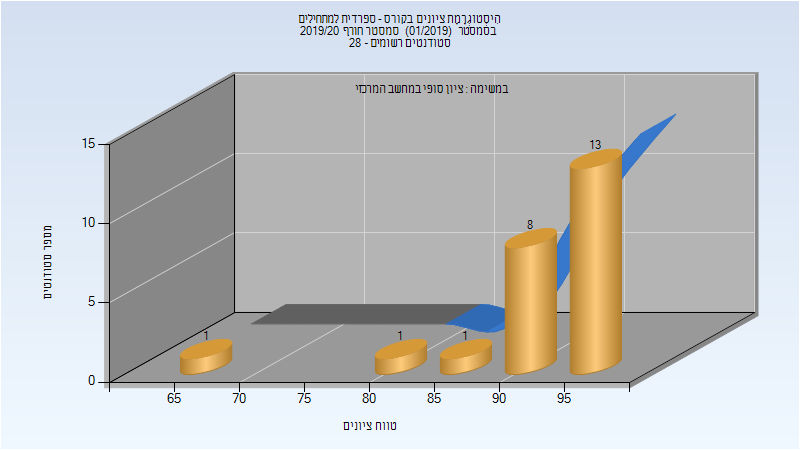 היסטוגרמת ציונים בקורס - ספרדית למתחילים
בסמסטר (01/2019) סמסטר חורף 2019/20
סטודנטים רשומים - 28
במשימה : ציון סופי במחשב המרכזי
מספר סטודנטים
15
10
5
0
1
1
1
8
13
65
70
75
80
85
90
95
טווח ציונים